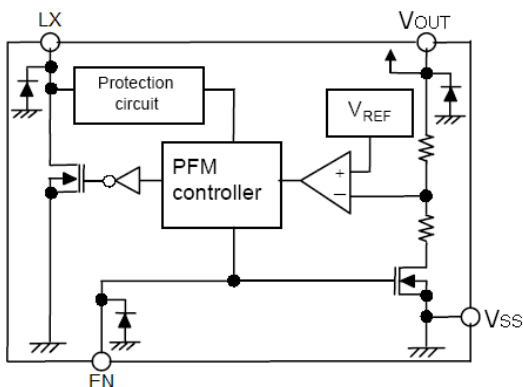 LX
VOUT
Protection
circuit
VREF
PFM
controller
+
−
VSS
EN